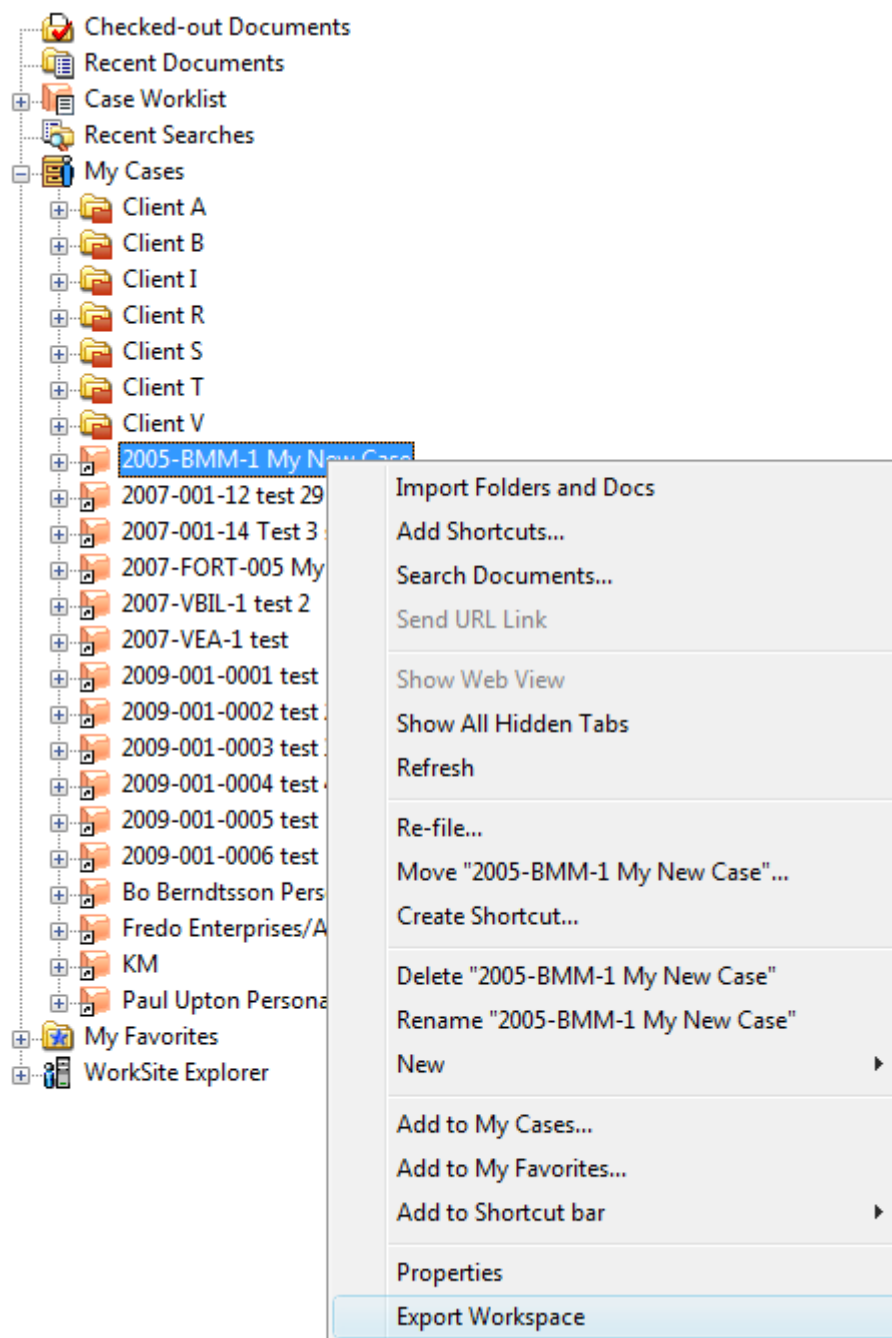 Checked-out Documents
Recent Documents
Case Worklist
Recent Searches
My Cases
Client A
Client B
Client I
Client R
Client S
Client T
Client V
2005-BMM-1 My New Case
2007-001-12 test 29
2007-001-14 Test 3
2007-FORT-005 My
2007-VBIL-1 test 2
2007-VEA-1 test
2009-001-0001 test
2009-001-0002 test
2009-001-0003 test
2009-001-0004 test
2009-001-0005 test
2009-001-0006 test
Bo Berndtsson Pers
Fredo Enterprises/A
KM
Paul Upton Persona
My Favorites
WorkSite Explorer
Import Folders and Docs
Add Shortcuts...
Search Documents...
Send URL Link
Show Web View
Show All Hidden Tabs
Refresh
Re-file...
Move "2005-BMM-1 My New Case"...
Create Shortcut...
Delete "2005-BMM-1 My New Case"
Rename "2005-BMM-1 My New Case"
New
Add to My Cases...
Add to My Favorites...
Add to Shortcut bar
Properties
Export Workspace